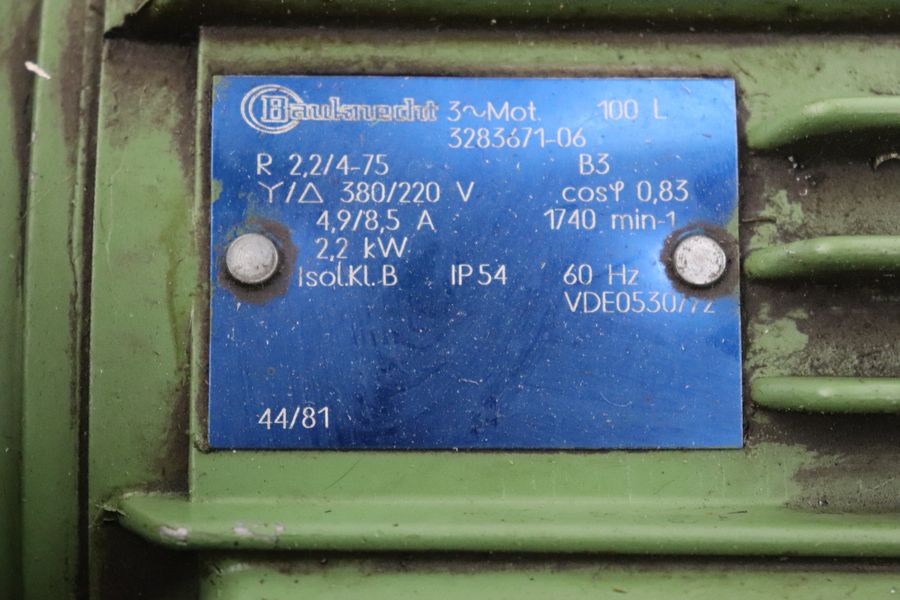 Bauknecht 3~Mot. 100 L
3283671-06
R 2,2/4-75 B3
Y/△ 380/220 V cosφ 0,83
4,9/8,5 A 1740 min-1
2,2 kW
Isol.Kl.B IP54 60 Hz
VDE0530/72
44/81